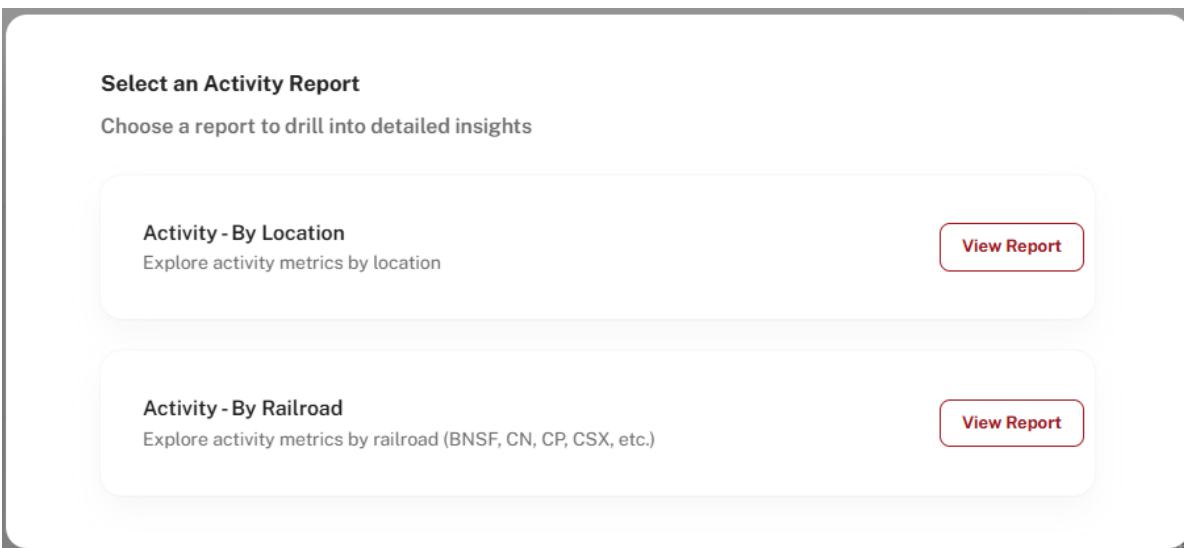 Select an Activity Report
Choose a report to drill into detailed insights
Activity - By Location
Explore activity metrics by location
View Report
Activity - By Railroad
Explore activity metrics by railroad (BNSF, CN, CP, CSX, etc.)
View Report